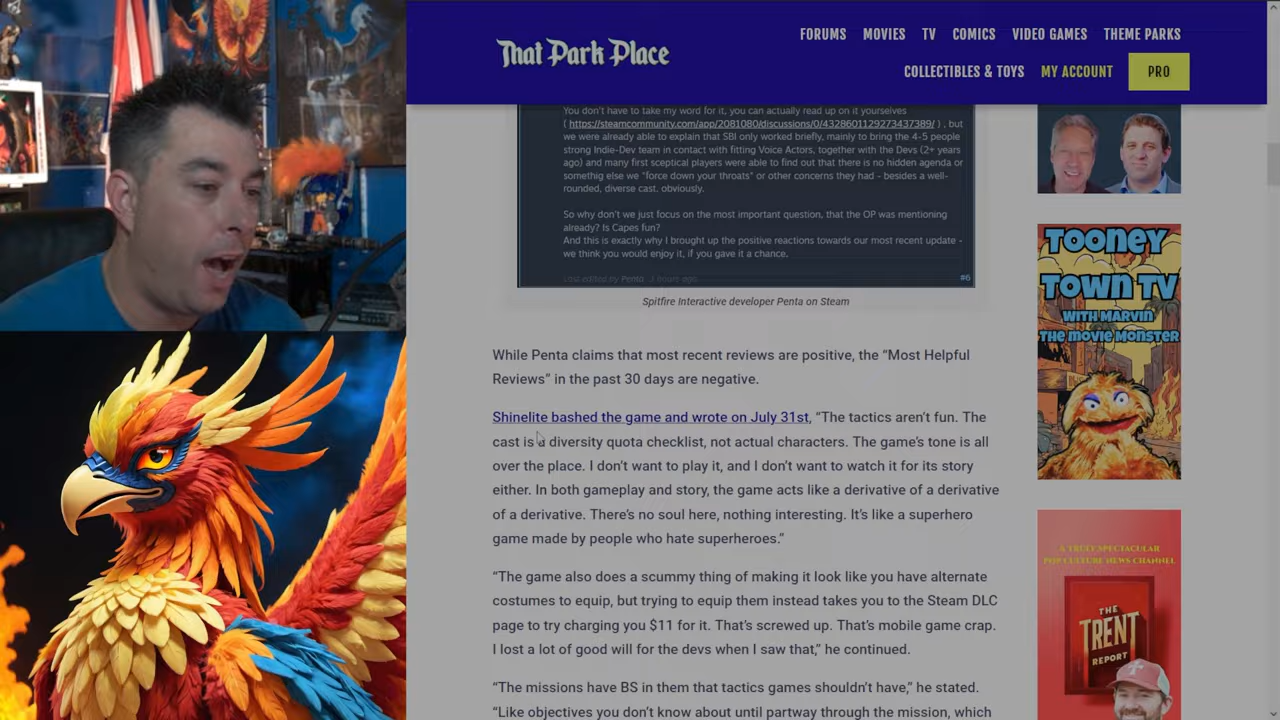 That Park Place
FORUMS MOVIES TV COMICS VIDEO GAMES THEME PARKS
COLLECTIBLES & TOYS MY ACCOUNT PRO
You don't have to take my word for it, you can actually read up on it yourselves
( https://steamcommunity.com/app/2081080/discussions/0/4328601129273437389/ ) , but
we were already able to explain that SBI only worked briefly, mainly to bring the 4-5 people
strong Indie-Dev team in contact with fitting Voice Actors, together with the Devs (2+ years
ago) and many first sceptical players were able to find out that there is no hidden agenda or
somethig else we "force down your throats" or other concerns they had - besides a well-
rounded, diverse cast. obviously.
So why don't we just focus on the most important question, that the OP was mentioning
already? Is Capes fun?
And this is exactly why I brought up the positive reactions towards our most recent update -
we think you would enjoy it, if you gave it a chance.
Last edited by Penta; 3 hours ago
#6
Spitfire Interactive developer Penta on Steam
While Penta claims that most recent reviews are positive, the “Most Helpful
Reviews” in the past 30 days are negative.
Shinelite bashed the game and wrote on July 31st, “The tactics aren’t fun. The
cast is a diversity quota checklist, not actual characters. The game’s tone is all
over the place. I don’t want to play it, and I don’t want to watch it for its story
either. In both gameplay and story, the game acts like a derivative of a derivative
of a derivative. There’s no soul here, nothing interesting. It’s like a superhero
game made by people who hate superheroes.”
“The game also does a scummy thing of making it look like you have alternate
costumes to equip, but trying to equip them instead takes you to the Steam DLC
page to try charging you $11 for it. That’s screwed up. That’s mobile game crap.
I lost a lot of good will for the devs when I saw that,” he continued.
“The missions have BS in them that tactics games shouldn’t have,” he stated.
“Like objectives you don’t know about until partway through the mission, which
TOONEY
TOWN TV
WITH MARVIN
THE MOVIE MONSTER
A TRULY SPECTACULAR
POP CULTURE NEWS CHANNEL
THE
TRENT
REPORT